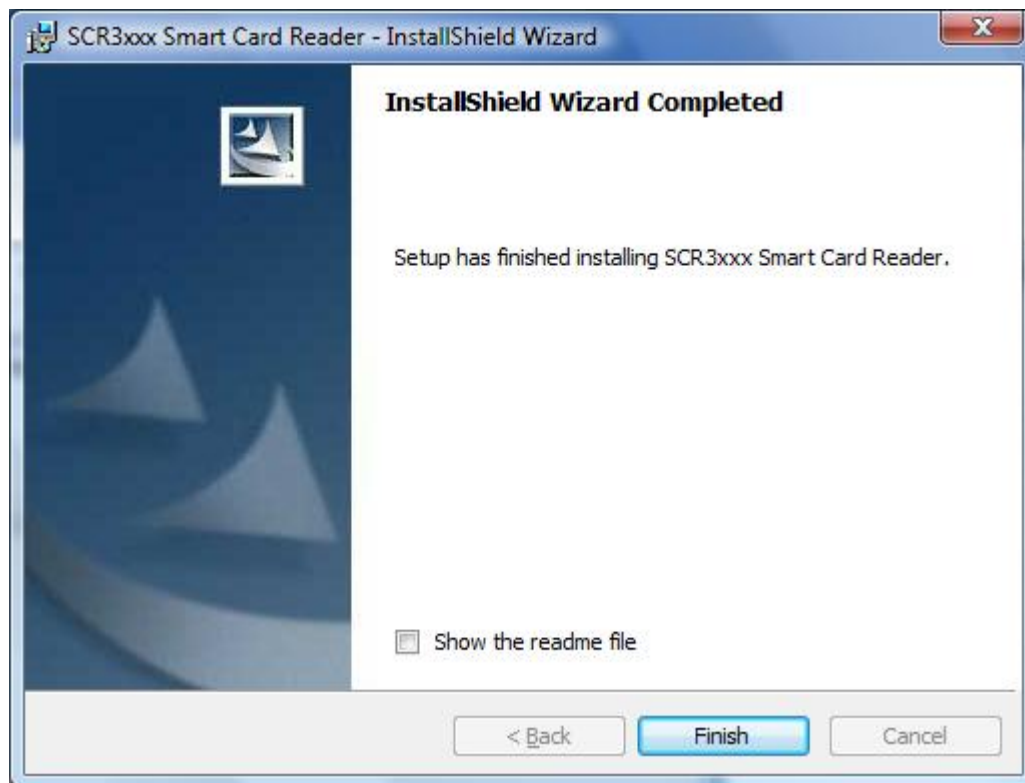 SCR3xxx Smart Card Reader - InstallShield Wizard
InstallShield Wizard Completed
Setup has finished installing SCR3xxx Smart Card Reader.
Show the readme file
< Back Finish Cancel